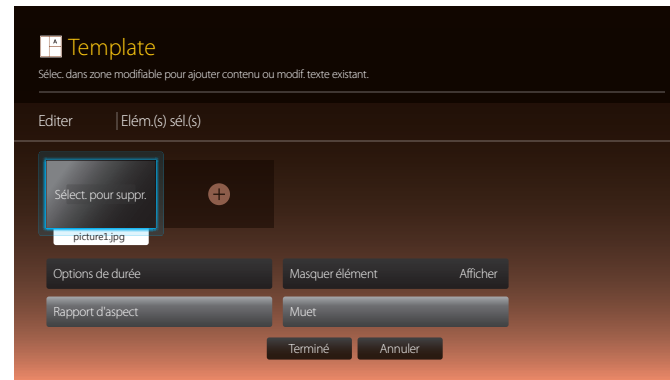 A
Template
Sélec. dans zone modifiable pour ajouter contenu ou modif. texte existant.
Editer Elém.(s) sél.(s)
Sélect. pour suppr.
picture1.jpg
Options de durée Masquer élément Afficher
Rapport d'aspect Muet
Terminé Annuler